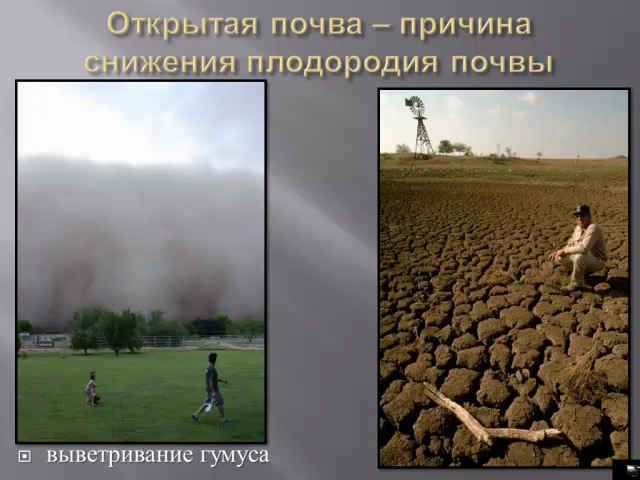 Открытая почва – причина
снижения плодородия почвы
выветривание гумуса